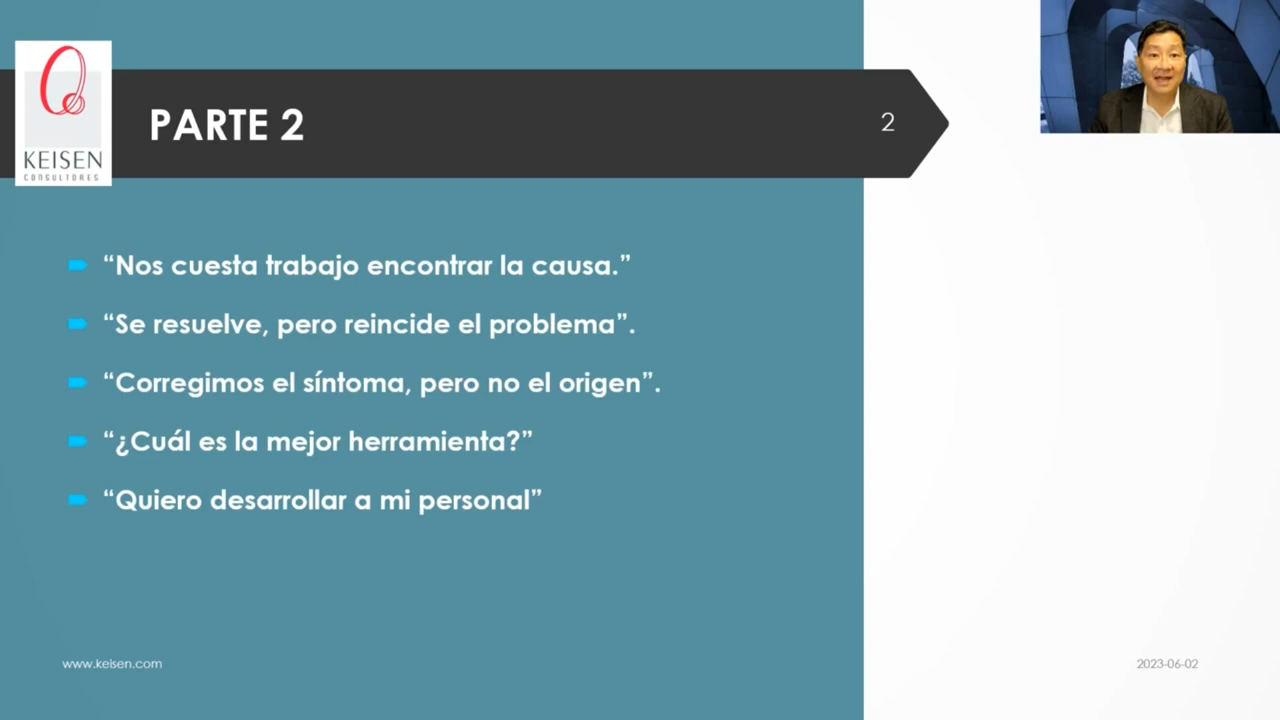 KEISEN
CONSULTORES
PARTE 2
2
“Nos cuesta trabajo encontrar la causa.”
“Se resuelve, pero reincide el problema”.
“Corregimos el síntoma, pero no el origen”.
“¿Cuál es la mejor herramienta?”
“Quiero desarrollar a mi personal”
www.keisen.com
2023-06-02